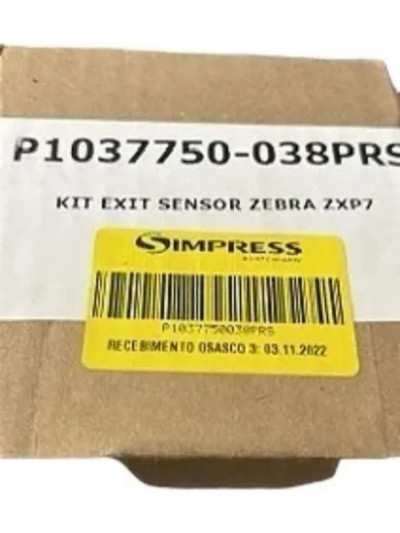 P1037750-038PRS
KIT EXIT SENSOR ZEBRA ZXP7
SIMPRESS
P1037750038PRS
RECEBIMENTO OSASCO 3: 03.11.2022